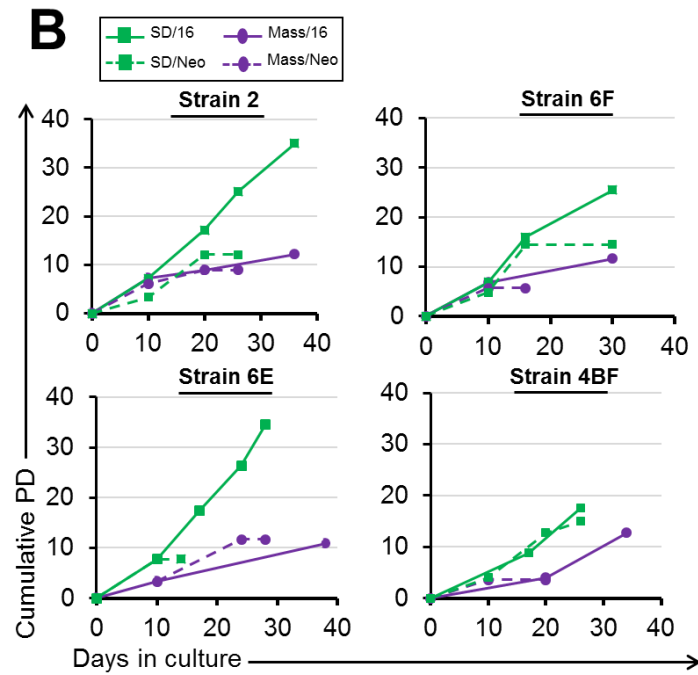 B
SD/16 Mass/16
SD/Neo Mass/Neo
Strain 2
40
30
20
10
0
0 10 20 30 40
Strain 6F
40
30
20
10
0
0 10 20 30 40
Strain 6E
40
30
20
10
0
0 10 20 30 40
Strain 4BF
40
30
20
10
0
0 10 20 30 40
Cumulative PD
Days in culture